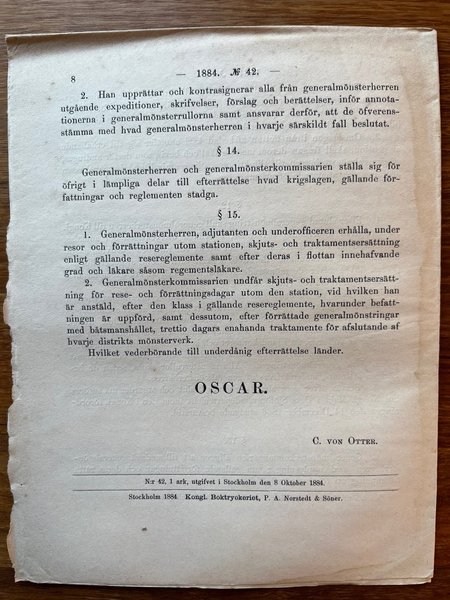 8
— 1884. № 42. —
2. Han upprättar och kontrasignerar alla från generalmönsterherren
utgående expeditioner, skrifvelser, förslag och berättelser, inför annota-
tionerna i generalmönsterrullorna samt ansvarar derför, att de öfverens-
stämma med hvad generalmönsterherren i hvarje särskildt fall beslutat.
§ 14.
Generalmönsterherren och generalmönsterkommissarien ställa sig för
öfrigt i lämpliga delar till efterrättelse hvad krigslagen, gällande för-
fattningar och reglementen stadga.
§ 15.
1. Generalmönsterherren, adjutanten och underofficeren erhålla, under
resor och förrättningar utom stationen, skjuts- och traktamentsersättning
enligt gällande resereglemente samt efter deras i flottan innehafvande
grad och läkare såsom regementsläkare.
2. Generalmönsterkommissarien undfår skjuts- och traktamentsersätt-
ning för rese- och förrättningsdagar utom den station, vid hvilken han
är anstäld, efter den klass i gällande resereglemente, hvarunder befatt-
ningen är uppförd, samt dessutom, efter förrättade generalmönstringar
med båtsmanshållet, trettio dagars enahanda traktamente för afslutande af
hvarje distrikts mönsterverk.
Hvilket vederbörande till underdånig efterrättelse länder.
OSCAR.
C. VON OTTER.
N:r 42, 1 ark, utgifvet i Stockholm den 8 Oktober 1884.
Stockholm 1884. Kongl. Boktryckeriet, P. A. Norstedt & Söner.